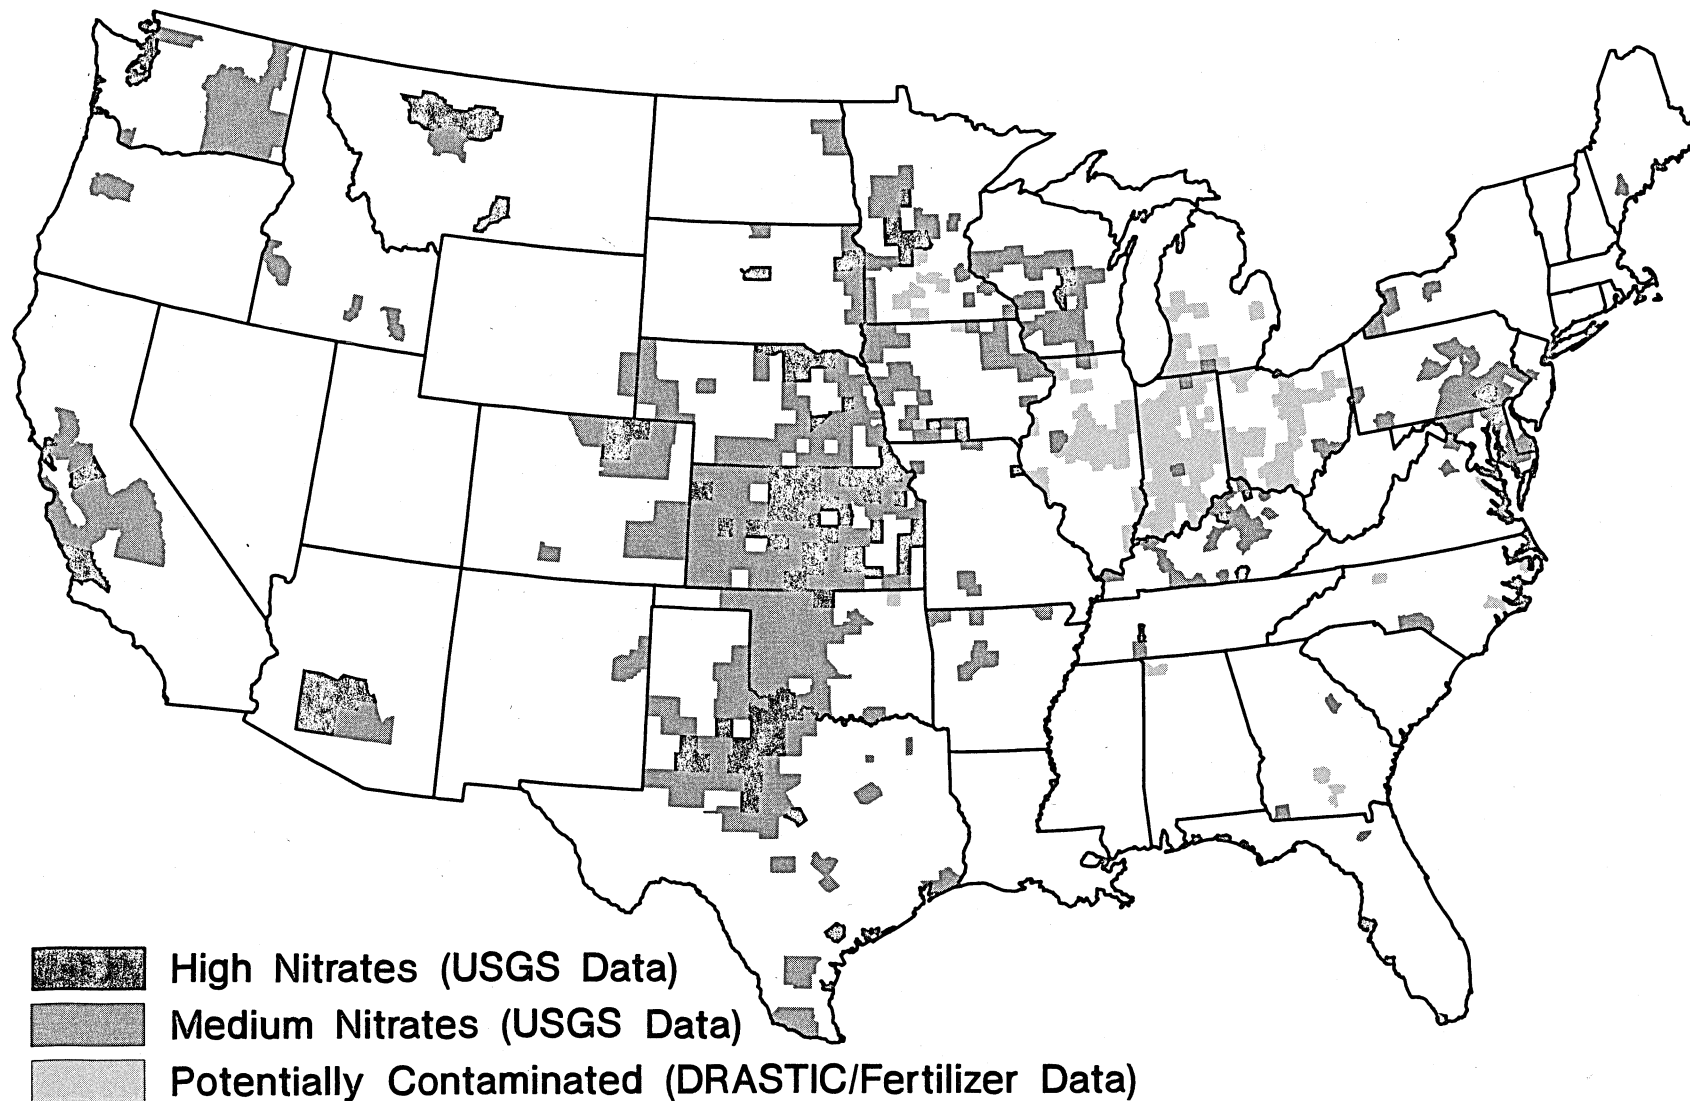 High Nitrates (USGS Data)
Medium Nitrates (USGS Data)
Potentially Contaminated (DRASTIC/Fertilizer Data)